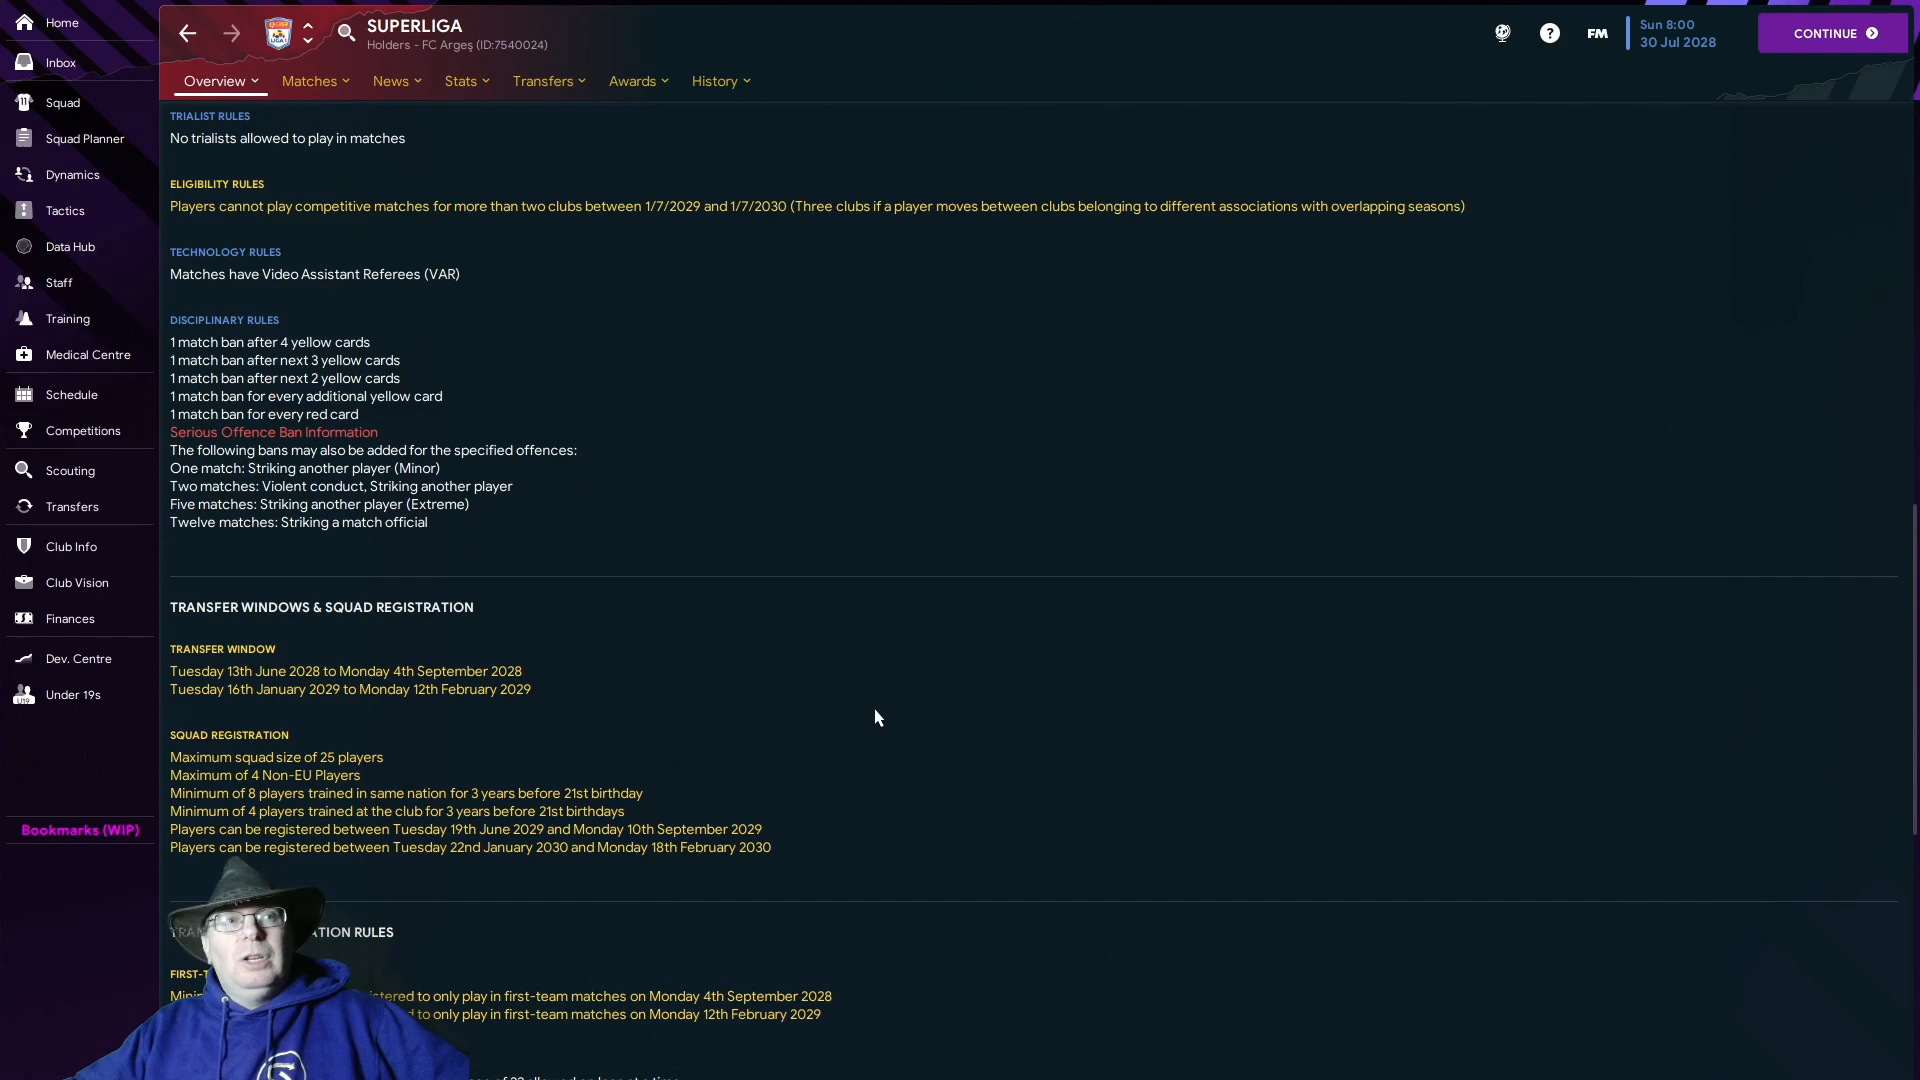 Home
Inbox
Squad
Squad Planner
Dynamics
Tactics
Data Hub
Staff
Training
Medical Centre
Schedule
Competitions
Scouting
Transfers
Club Info
Club Vision
Finances
Dev. Centre
Under 19s
Bookmarks (WIP)
SUPERLIGA
Holders - FC Argeș (ID:7540024)
FM
Sun 8:00
30 Jul 2028
CONTINUE
Overview
Matches
News
Stats
Transfers
Awards
History
TRIALIST RULES
No trialists allowed to play in matches
ELIGIBILITY RULES
Players cannot play competitive matches for more than two clubs between 1/7/2029 and 1/7/2030 (Three clubs if a player moves between clubs belonging to different associations with overlapping seasons)
TECHNOLOGY RULES
Matches have Video Assistant Referees (VAR)
DISCIPLINARY RULES
1 match ban after 4 yellow cards
1 match ban after next 3 yellow cards
1 match ban after next 2 yellow cards
1 match ban for every additional yellow card
1 match ban for every red card
Serious Offence Ban Information
The following bans may also be added for the specified offences:
One match: Striking another player (Minor)
Two matches: Violent conduct, Striking another player
Five matches: Striking another player (Extreme)
Twelve matches: Striking a match official
TRANSFER WINDOWS & SQUAD REGISTRATION
TRANSFER WINDOW
Tuesday 13th June 2028 to Monday 4th September 2028
Tuesday 16th January 2029 to Monday 12th February 2029
SQUAD REGISTRATION
Maximum squad size of 25 players
Maximum of 4 Non-EU Players
Minimum of 8 players trained in same nation for 3 years before 21st birthday
Minimum of 4 players trained at the club for 3 years before 21st birthdays
Players can be registered between Tuesday 19th June 2029 and Monday 10th September 2029
Players can be registered between Tuesday 22nd January 2030 and Monday 18th February 2030
RULES
to only play in first-team matches on Monday 4th September 2028
to only play in first-team matches on Monday 12th February 2029